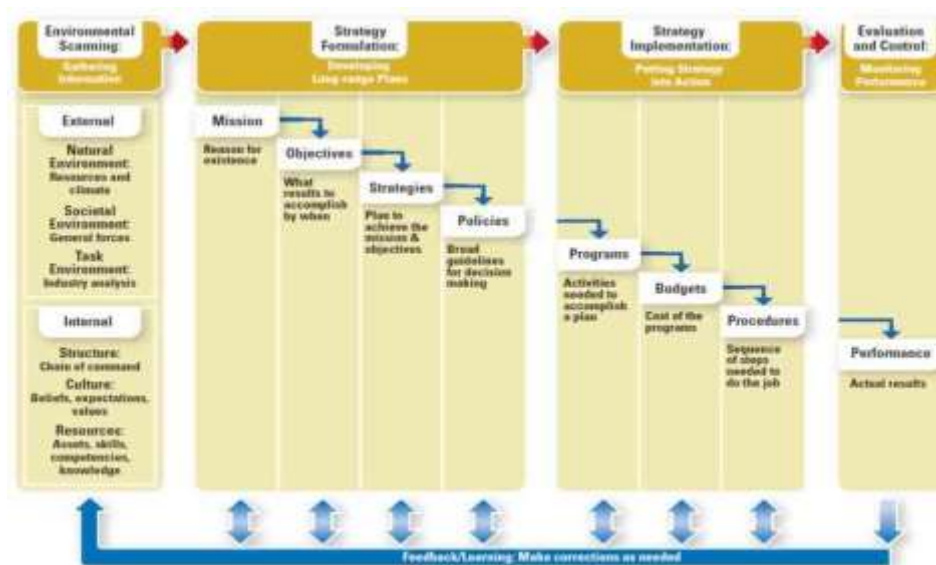 Environmental
Scanning:
Gathering
Information
External
Natural
Environment:
Resources and
climate
Societal
Environment:
General forces
Task
Environment:
Industry analysis
Internal
Structure:
Chain of command
Culture:
Beliefs, expectations,
values
Resources:
Assets, skills,
competencies,
knowledge
Strategy
Formulation:
Developing
Long-range Plans
Mission
Reason for
existence
Objectives
What
results to
accomplish
by when
Strategies
Plan to
achieve the
mission &
objectives
Policies
Broad
guidelines
for decision
making
Strategy
Implementation:
Putting Strategy
into Action
Programs
Activities
needed to
accomplish
a plan
Budgets
Cost of the
programs
Procedures
Sequence
of steps
needed to
do the job
Evaluation
and Control:
Monitoring
Performance
Performance
Actual results
Feedback/Learning: Make corrections as needed